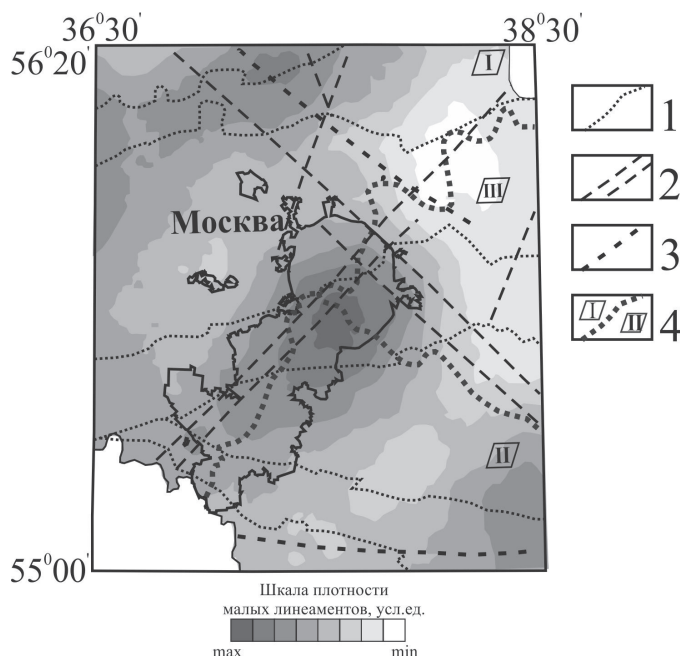 36⁰30' 38⁰30'
56⁰20'
I
1
2
III
Москва
3
I
II
4
II
55⁰00'
Шкала плотности
малых линеаментов, усл.ед.
max min